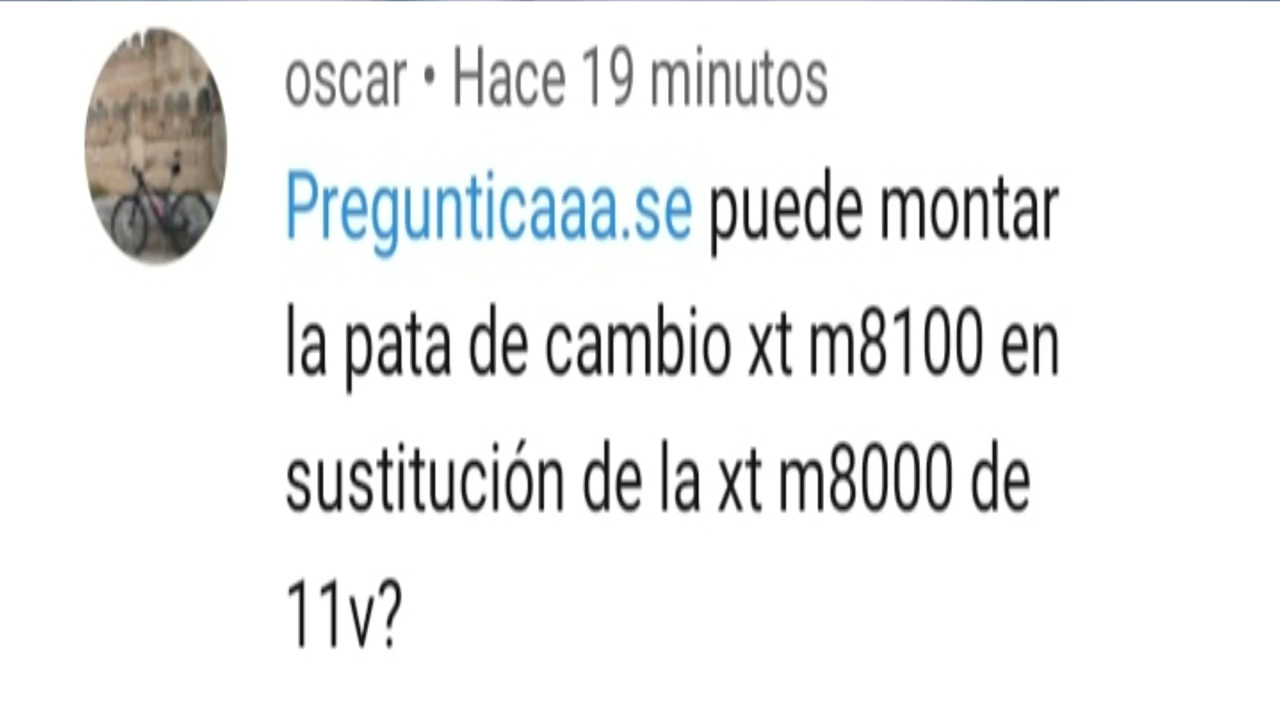 oscar • Hace 19 minutos
Pregunticaaa.se puede montar
la pata de cambio xt m8100 en
sustitución de la xt m8000 de
11v?